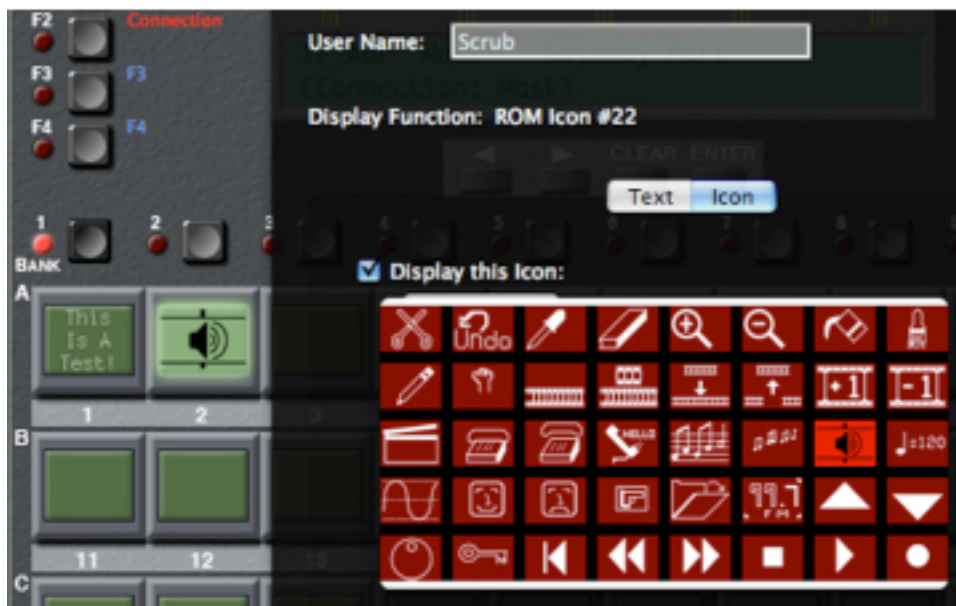 F2
Connection
User Name: Scrub
F3
F3
(Connection: Mask)
Display Function: ROM Icon #22
F4
F4
CLEAR ENTER
Text Icon
1 2 3 4 5 6 7 8
BANK
Display this Icon:
A
This
Is A
Test!
Undo
+1 -1
1 2 3
B
HELLO
=120
99.7
FM
11 12 13
C